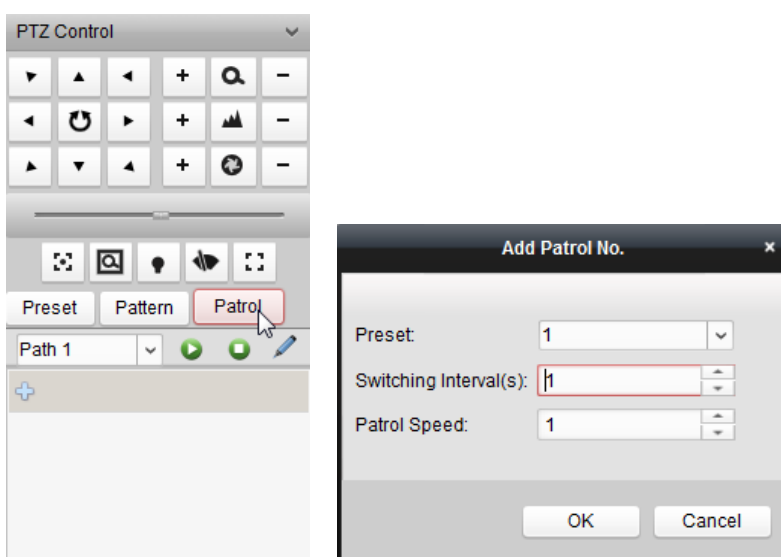 PTZ Control
Preset
Pattern
Patrol
Path 1
Add Patrol No.
Preset:
1
Switching Interval(s):
1
Patrol Speed:
1
OK
Cancel